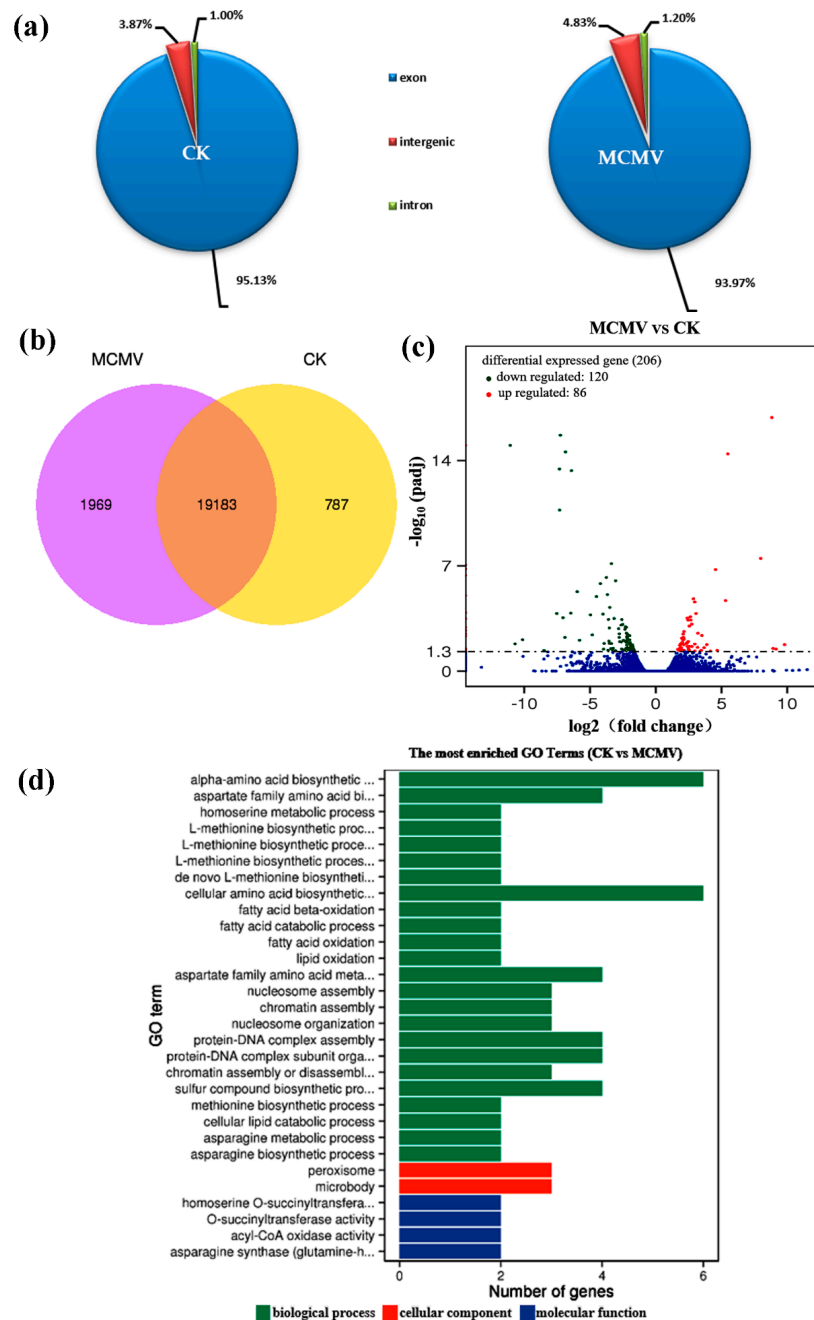 (a)
3.87%
1.00%
4.83%
1.20%
exon
intergenic
intron
CK
MCMV
95.13%
93.97%
(b)
MCMV
CK
1969
19183
787
MCMV vs CK
(c)
differential expressed gene (206)
down regulated: 120
up regulated: 86
-log10 (padj)
14
7
1.3
0
-10
-5
0
5
10
log2（fold change）
(d)
The most enriched GO Terms (CK vs MCMV)
GO term
alpha-amino acid biosynthetic ...
aspartate family amino acid bi...
homoserine metabolic process
L-methionine biosynthetic proc...
L-methionine biosynthetic proce...
L-methionine biosynthetic proces...
de novo L-methionine biosyntheti...
cellular amino acid biosynthetic...
fatty acid beta-oxidation
fatty acid catabolic process
fatty acid oxidation
lipid oxidation
aspartate family amino acid meta...
nucleosome assembly
chromatin assembly
nucleosome organization
protein-DNA complex assembly
protein-DNA complex subunit orga...
chromatin assembly or disassembl...
sulfur compound biosynthetic pro...
methionine biosynthetic process
cellular lipid catabolic process
asparagine metabolic process
asparagine biosynthetic process
peroxisome
microbody
homoserine O-succinyltransfera...
O-succinyltransferase activity
acyl-CoA oxidase activity
asparagine synthase (glutamine-h...
0
2
4
6
Number of genes
biological process
cellular component
molecular function